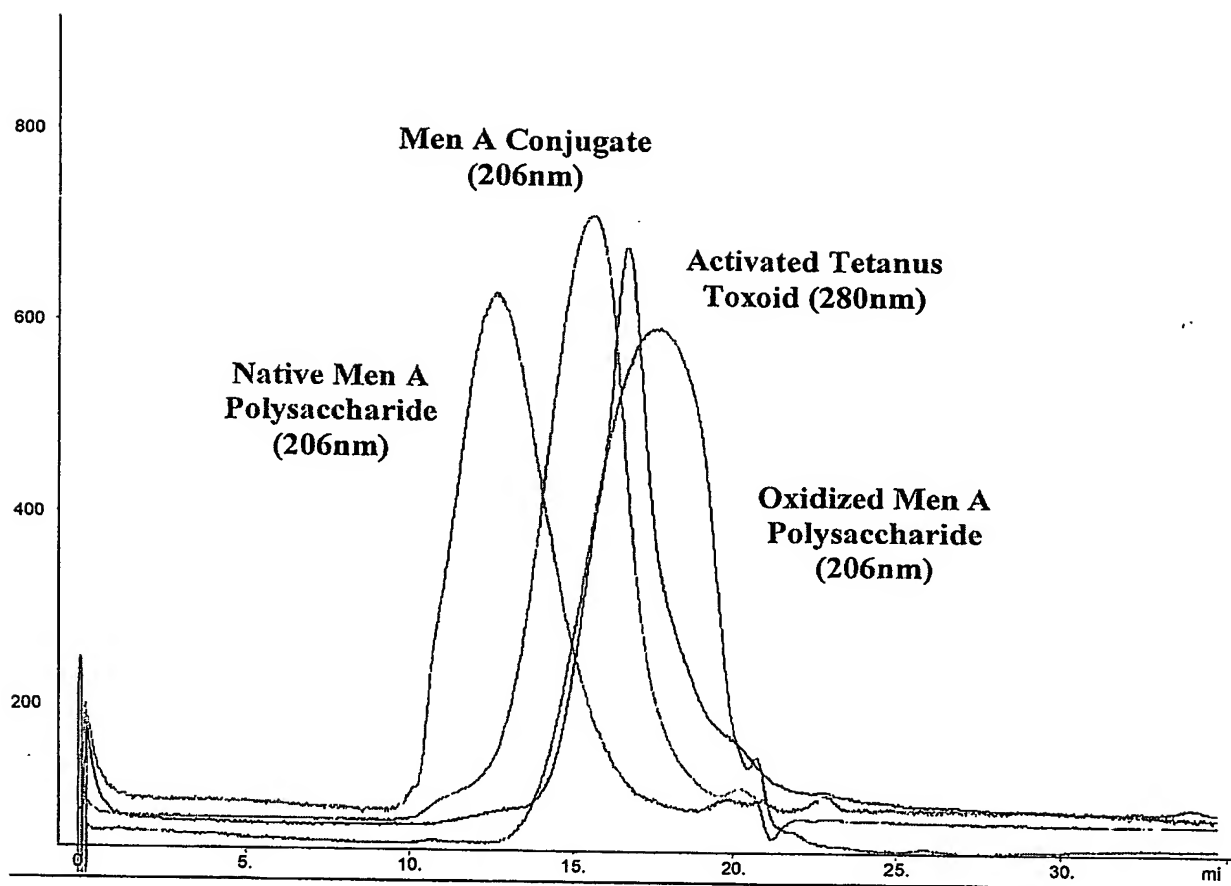 800
Men A Conjugate
(206nm)
Activated Tetanus
Toxoid (280nm)
600
Native Men A
Polysaccharide
(206nm)
Oxidized Men A
Polysaccharide
(206nm)
400
200
0 5. 10. 15. 20. 25. 30. mi